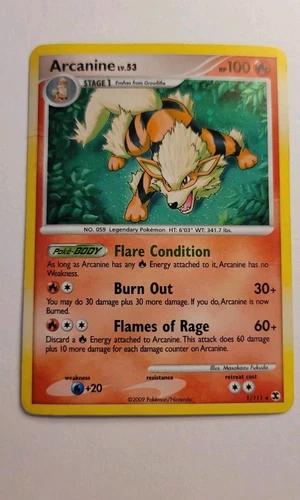 Arcanine LV.53 HP 100
STAGE 1 Evolves from Growlithe
NO. 059 Legendary Pokémon HT: 6'03" WT: 341.7 lbs.
Poké-BODY Flare Condition
As long as Arcanine has any Energy attached to it, Arcanine has no
Weakness.
Burn Out 30+
You may do 30 damage plus 30 more damage. If you do, Arcanine is now
Burned.
Flames of Rage 60+
Discard a Energy attached to Arcanine. This attack does 60 damage
plus 10 more damage for each damage counter on Arcanine.
Illus. Masakazu Fukuda
weakness resistance retreat cost
+20
©2009 Pokémon/Nintendo
1/111